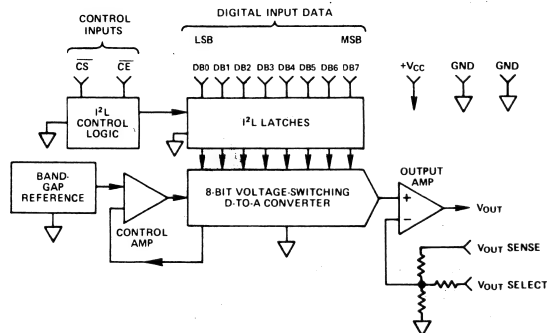 CONTROL
INPUTS
DIGITAL INPUT DATA
LSB
MSB
CS
CE
DB0 DB1 DB2 DB3 DB4 DB5 DB6 DB7
+VCC
GND
GND
I²L
CONTROL
LOGIC
I²L LATCHES
BAND-
GAP
REFERENCE
CONTROL
AMP
8-BIT VOLTAGE-SWITCHING
D-TO-A CONVERTER
OUTPUT
AMP
+
−
VOUT
VOUT SENSE
VOUT SELECT